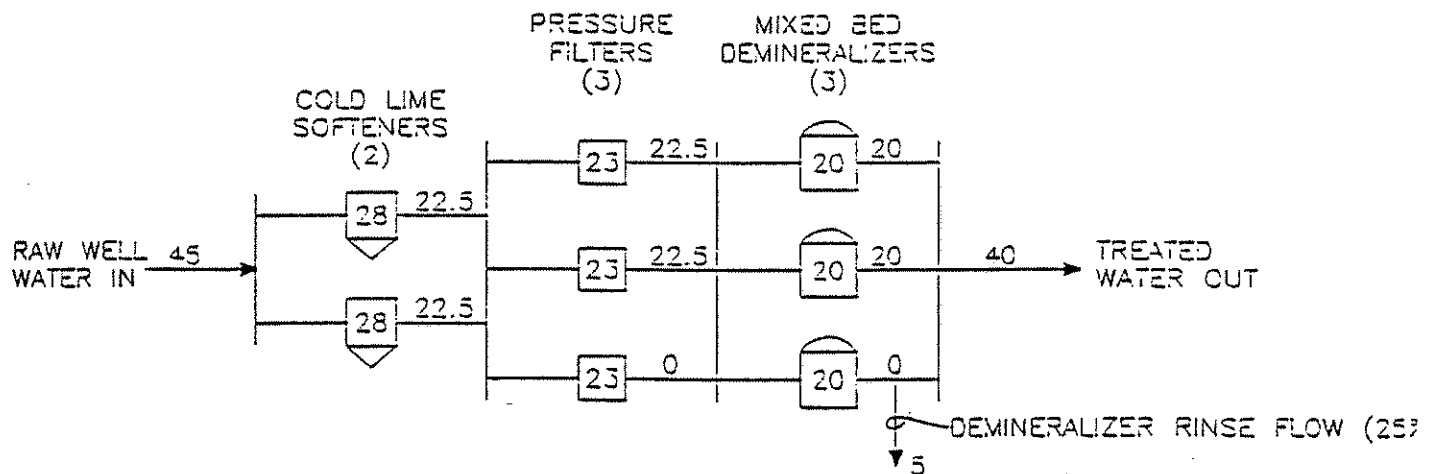 PRESSURE
FILTERS
(3)
MIXED BED
DEMINERALIZERS
(3)
COLD LIME
SOFTENERS
(2)
23 22.5 20 20
28 22.5
RAW WELL
WATER IN
45
23 22.5 20 20 40
TREATED
WATER OUT
28 22.5
23 0 20 0
DEMINERALIZER RINSE FLOW
5